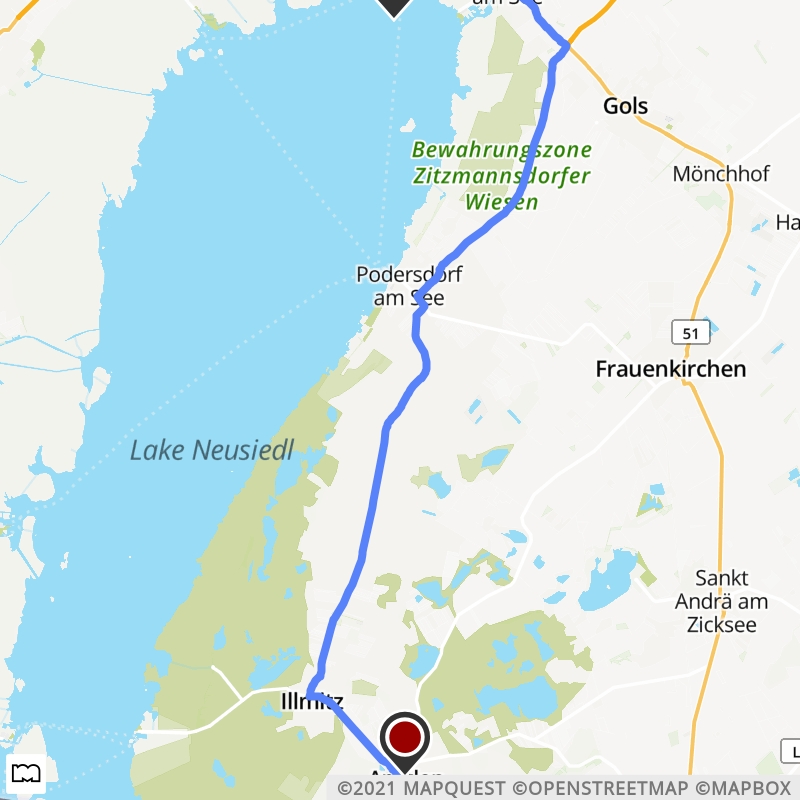 Gols
Bewahrungszone
Zitzmannsdorfer
Wiesen
Mönchhof
Podersdorf
am See
51
Frauenkirchen
Lake Neusiedl
Sankt
Andrä am
Zicksee
Illmitz
©2021 MAPQUEST ©OPENSTREETMAP ©MAPBOX